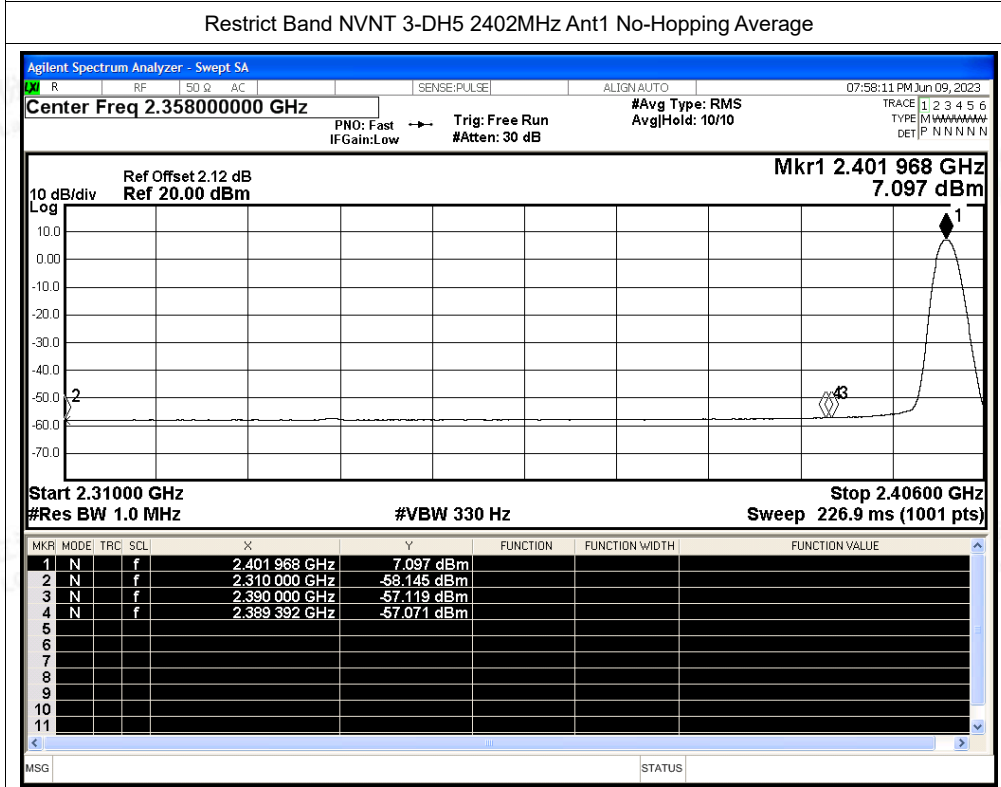 Restrict Band NVNT 3-DH5 2402MHz Ant1 No-Hopping Average
Agilent Spectrum Analyzer - Swept SA
LXI R RF 50 Ω AC SENSE:PULSE ALIGN AUTO 07:58:11 PM Jun 09, 2023
Center Freq 2.358000000 GHz
PNO: Fast
IFGain:Low
Trig: Free Run
#Atten: 30 dB
#Avg Type: RMS
Avg|Hold: 10/10
TRACE 1 2 3 4 5 6
TYPE M W W W W W
DET P N N N N N
Mkr1 2.401 968 GHz
7.097 dBm
Ref Offset 2.12 dB
10 dB/div Ref 20.00 dBm
Log
1
10.0
0.00
-10.0
-20.0
-30.0
-40.0
-50.0
2
43
-60.0
-70.0
Start 2.31000 GHz Stop 2.40600 GHz
#Res BW 1.0 MHz #VBW 330 Hz Sweep 226.9 ms (1001 pts)
MKR MODE TRC SCL X Y FUNCTION FUNCTION WIDTH FUNCTION VALUE
1 N f 2.401 968 GHz 7.097 dBm
2 N f 2.310 000 GHz -58.145 dBm
3 N f 2.390 000 GHz -57.119 dBm
4 N f 2.389 392 GHz -57.071 dBm
5
6
7
8
9
10
11
MSG STATUS